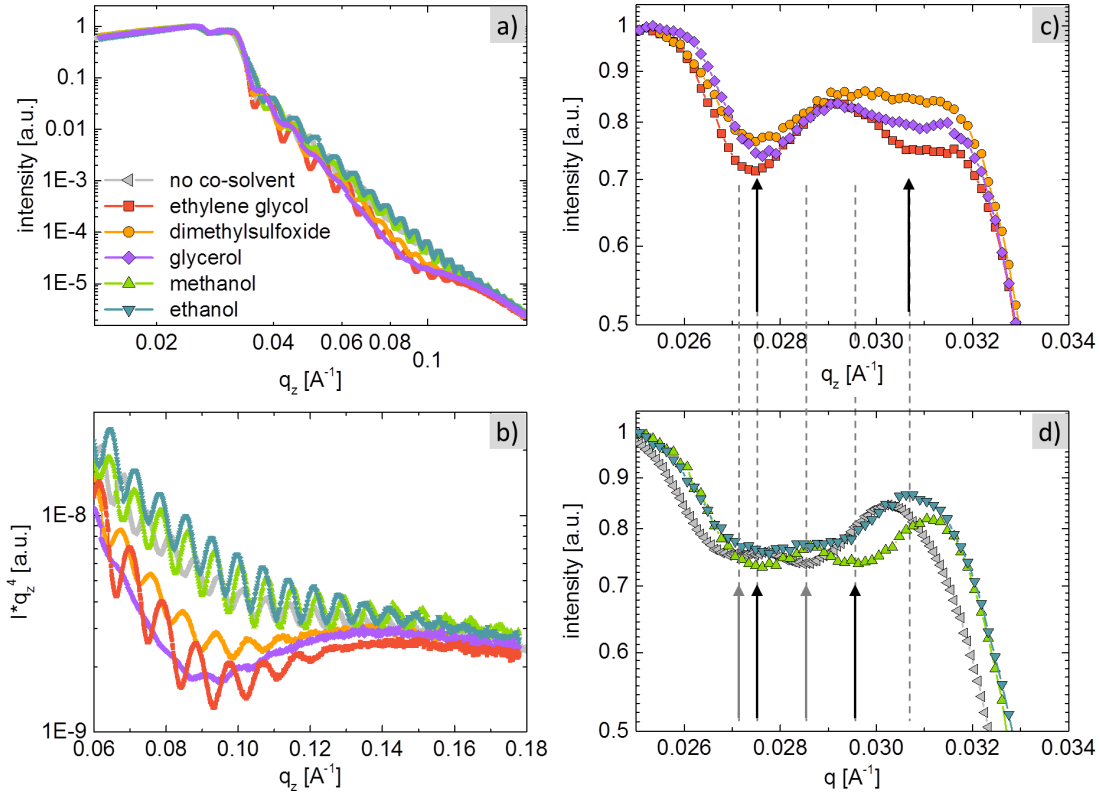 a)
1
0.1
0.01
1E-3
1E-4
1E-5
intensity [a.u.]
no co-solvent
ethylene glycol
dimethylsulfoxide
glycerol
methanol
ethanol
0.02 0.04 0.06 0.08 0.1
q_z [A^-1]
c)
1
0.9
0.8
0.7
0.6
0.5
intensity [a.u.]
0.026 0.028 0.030 0.032 0.034
q_z [A^-1]
b)
1E-8
1E-9
I*q_z^4 [a.u.]
0.06 0.08 0.10 0.12 0.14 0.16 0.18
q_z [A^-1]
d)
1
0.9
0.8
0.7
0.6
0.5
intensity [a.u.]
0.026 0.028 0.030 0.032 0.034
q [A^-1]